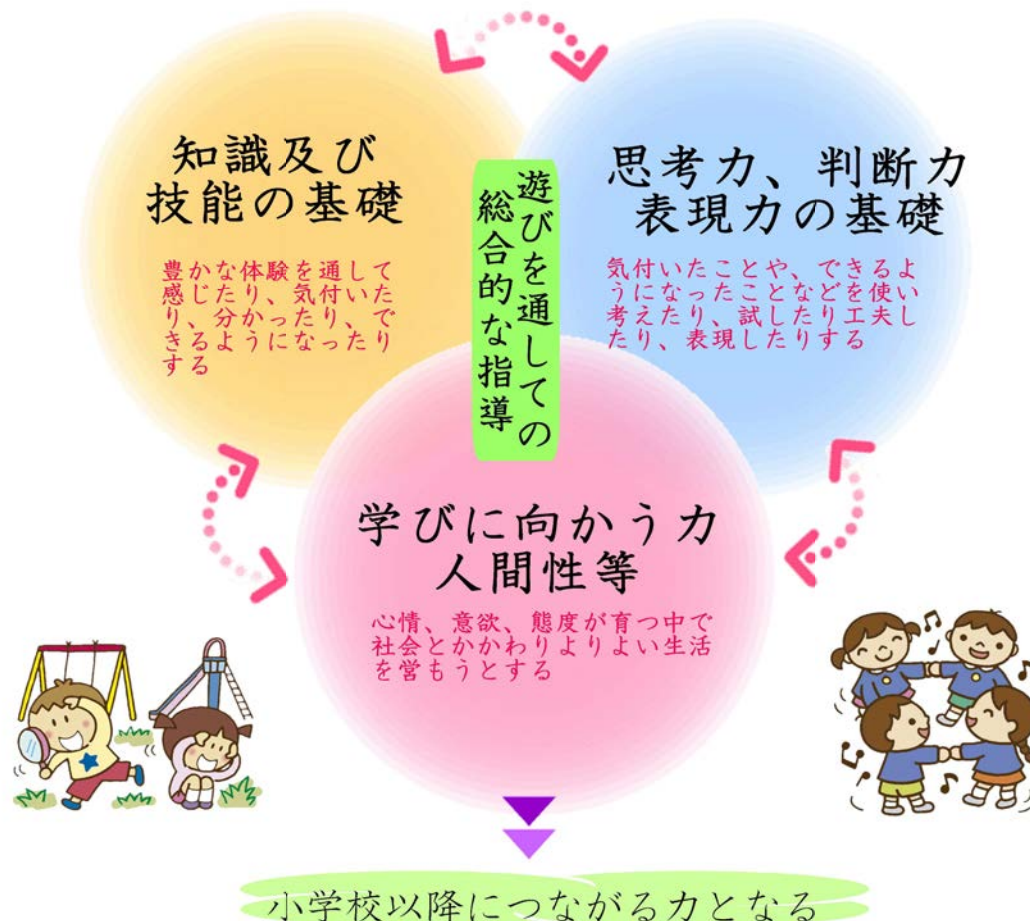 知識及び
技能の基礎
豊かな体験を通して
感じたり、気付いた
り、分かったり、で
きるようになったり
する
遊びを通しての
総合的な指導
思考力、判断力
表現力の基礎
気付いたことや、できるよ
うになったことなどを使い
考えたり、試したり工夫し
たり、表現したりする
学びに向かう力
人間性等
心情、意欲、態度が育つ中で
社会とかかわりよりよい生活
を営もうとする
小学校以降につながる力となる